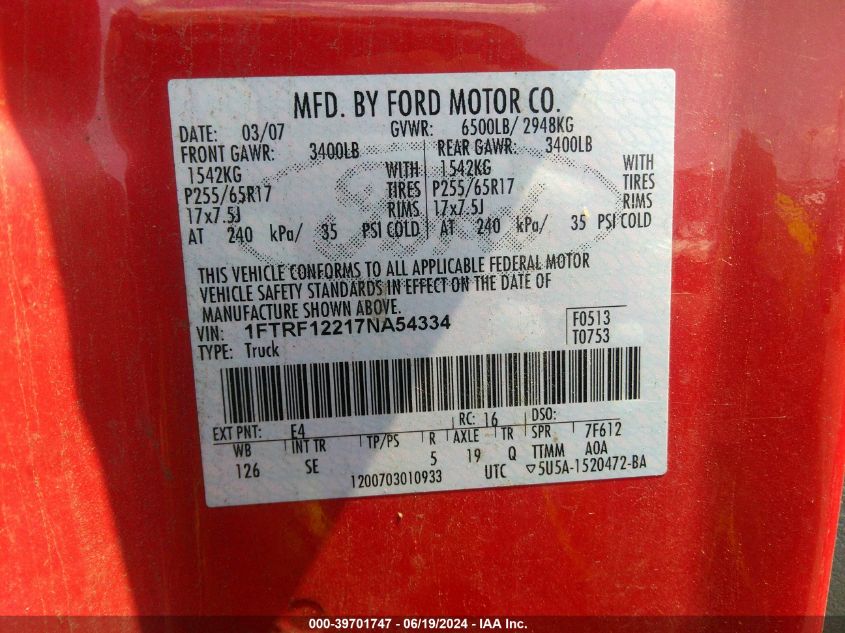 MFD. BY FORD MOTOR CO.
DATE: 03/07 GVWR: 6500LB/ 2948KG
FRONT GAWR: 3400LB REAR GAWR: 3400LB
1542KG WITH 1542KG WITH
P255/65R17 TIRES P255/65R17 TIRES
17x7.5J RIMS 17x7.5J RIMS
AT 240 kPa/ 35 PSI COLD AT 240 kPa/ 35 PSI COLD
THIS VEHICLE CONFORMS TO ALL APPLICABLE FEDERAL MOTOR
VEHICLE SAFETY STANDARDS IN EFFECT ON THE DATE OF
MANUFACTURE SHOWN ABOVE.
VIN: 1FTRF12217NA54334 F0513
TYPE: Truck T0753
EXT PNT: E4 RC: 16 DSO:
WB INT TR TP/PS R AXLE TR SPR 7F612
126 SE 5 19 Q TTMM A0A
1200703010933 UTC ▽5U5A-1520472-BA
000-39701747 - 06/19/2024 - IAA Inc.